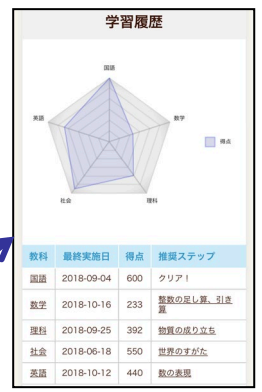 学習履歴
国語
英語
数学
得点
社会
理科
教科 最終実施日 得点 推奨ステップ
国語 2018-09-04 600 クリア!
数学 2018-10-16 233 整数の足し算、引き
算
理科 2018-09-25 392 物質の成り立ち
社会 2018-06-18 550 世界のすがた
英語 2018-10-12 440 数の表現